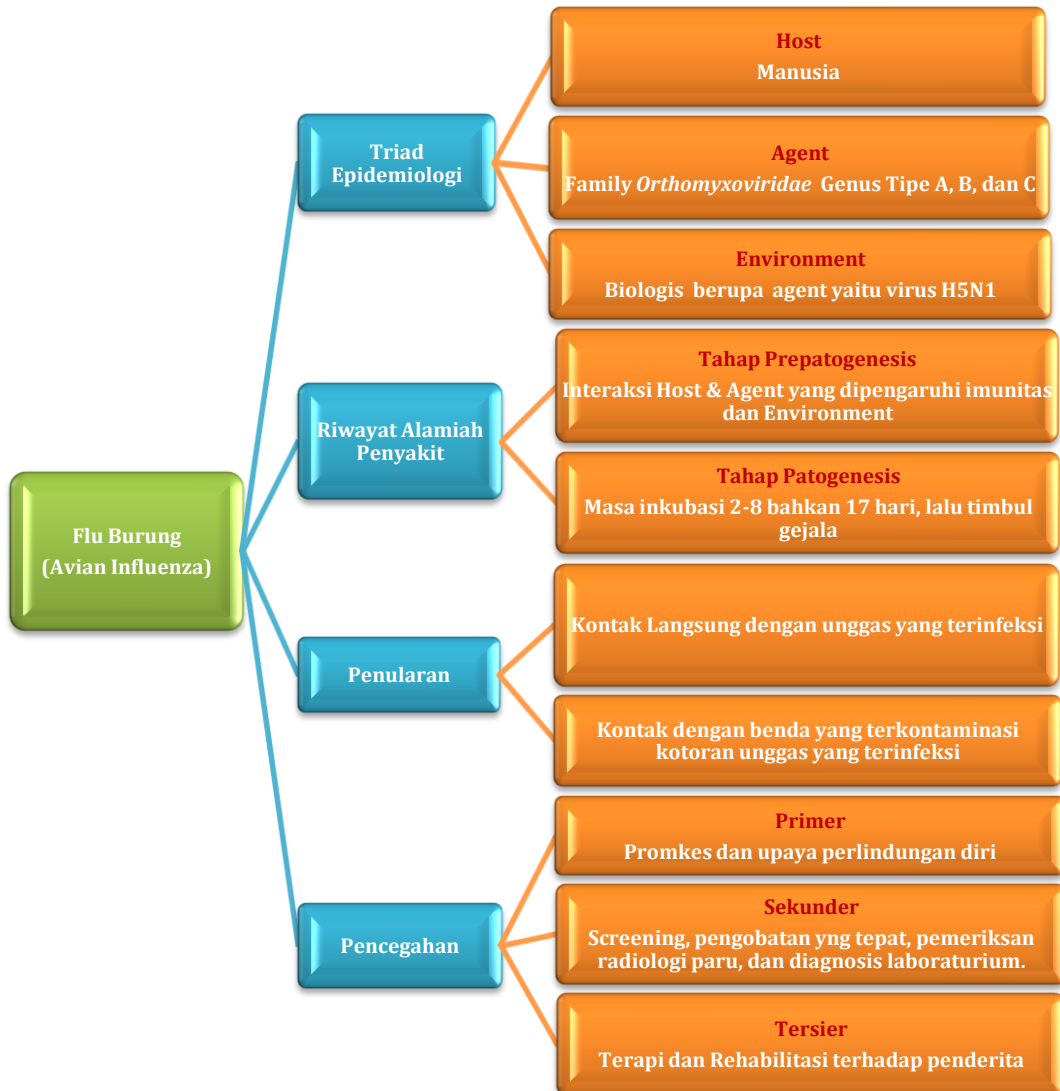 Flu Burung
(Avian Influenza)
Triad
Epidemiologi
Host
Manusia
Agent
Family Orthomyxoviridae Genus Tipe A, B, dan C
Environment
Biologis berupa agent yaitu virus H5N1
Riwayat Alamiah
Penyakit
Tahap Prepatogenesis
Interaksi Host & Agent yang dipengaruhi imunitas
dan Environment
Tahap Patogenesis
Masa inkubasi 2-8 bahkan 17 hari, lalu timbul
gejala
Penularan
Kontak Langsung dengan unggas yang terinfeksi
Kontak dengan benda yang terkontaminasi
kotoran unggas yang terinfeksi
Pencegahan
Primer
Promkes dan upaya perlindungan diri
Sekunder
Screening, pengobatan yng tepat, pemeriksan
radiologi paru, dan diagnosis laboraturium.
Tersier
Terapi dan Rehabilitasi terhadap penderita